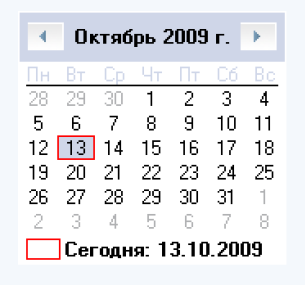 Октябрь 2009 г.
Пн Вт Ср Чт Пт Сб Вс
28 29 30 1 2 3 4
5 6 7 8 9 10 11
12 13 14 15 16 17 18
19 20 21 22 23 24 25
26 27 28 29 30 31 1
2 3 4 5 6 7 8
Сегодня: 13.10.2009